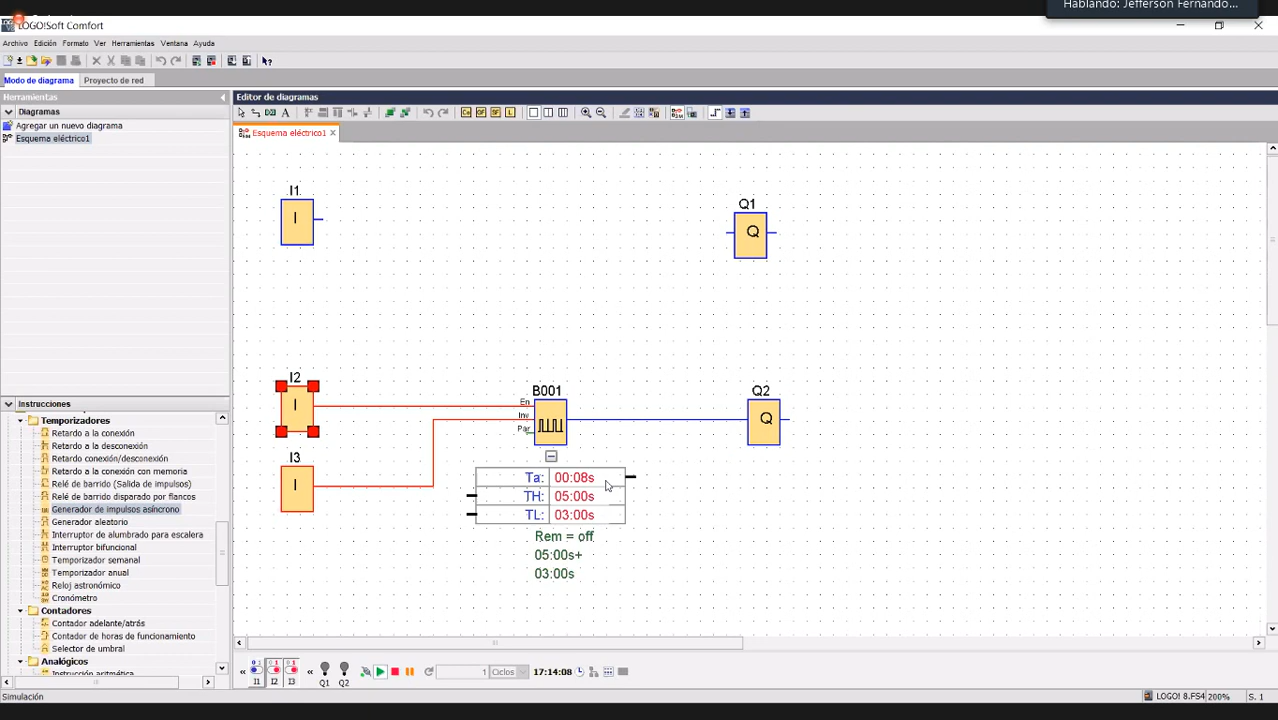 Hablando: Jefferson Fernando...
LOGO!Soft Comfort
Archivo Edición Formato Ver Herramientas Ventana Ayuda
Modo de diagrama Proyecto de red
Herramientas
Editor de diagramas
Diagramas
Agregar un nuevo diagrama
Esquema eléctrico1
Esquema eléctrico1
I1
I
Q1
Q
I2
I
B001
En
Inv
Par
Q2
Q
I3
I
Ta: 00:08s
TH: 05:00s
TL: 03:00s
Rem = off
05:00s+
03:00s
Instrucciones
Temporizadores
Retardo a la conexión
Retardo a la desconexión
Retardo conexión/desconexión
Retardo a la conexión con memoria
Relé de barrido (Salida de impulsos)
Relé de barrido disparado por flancos
Generador de impulsos asíncrono
Generador aleatorio
Interruptor de alumbrado para escalera
Interruptor bifuncional
Temporizador semanal
Temporizador anual
Reloj astronómico
Cronómetro
Contadores
Contador adelante/atrás
Contador de horas de funcionamiento
Selector de umbral
Analógicos
Instrucción aritmética
I1 I2 I3 Q1 Q2 1 Ciclos 17:14:08
Simulación
LOGO! 8.FS4 200% S. 1